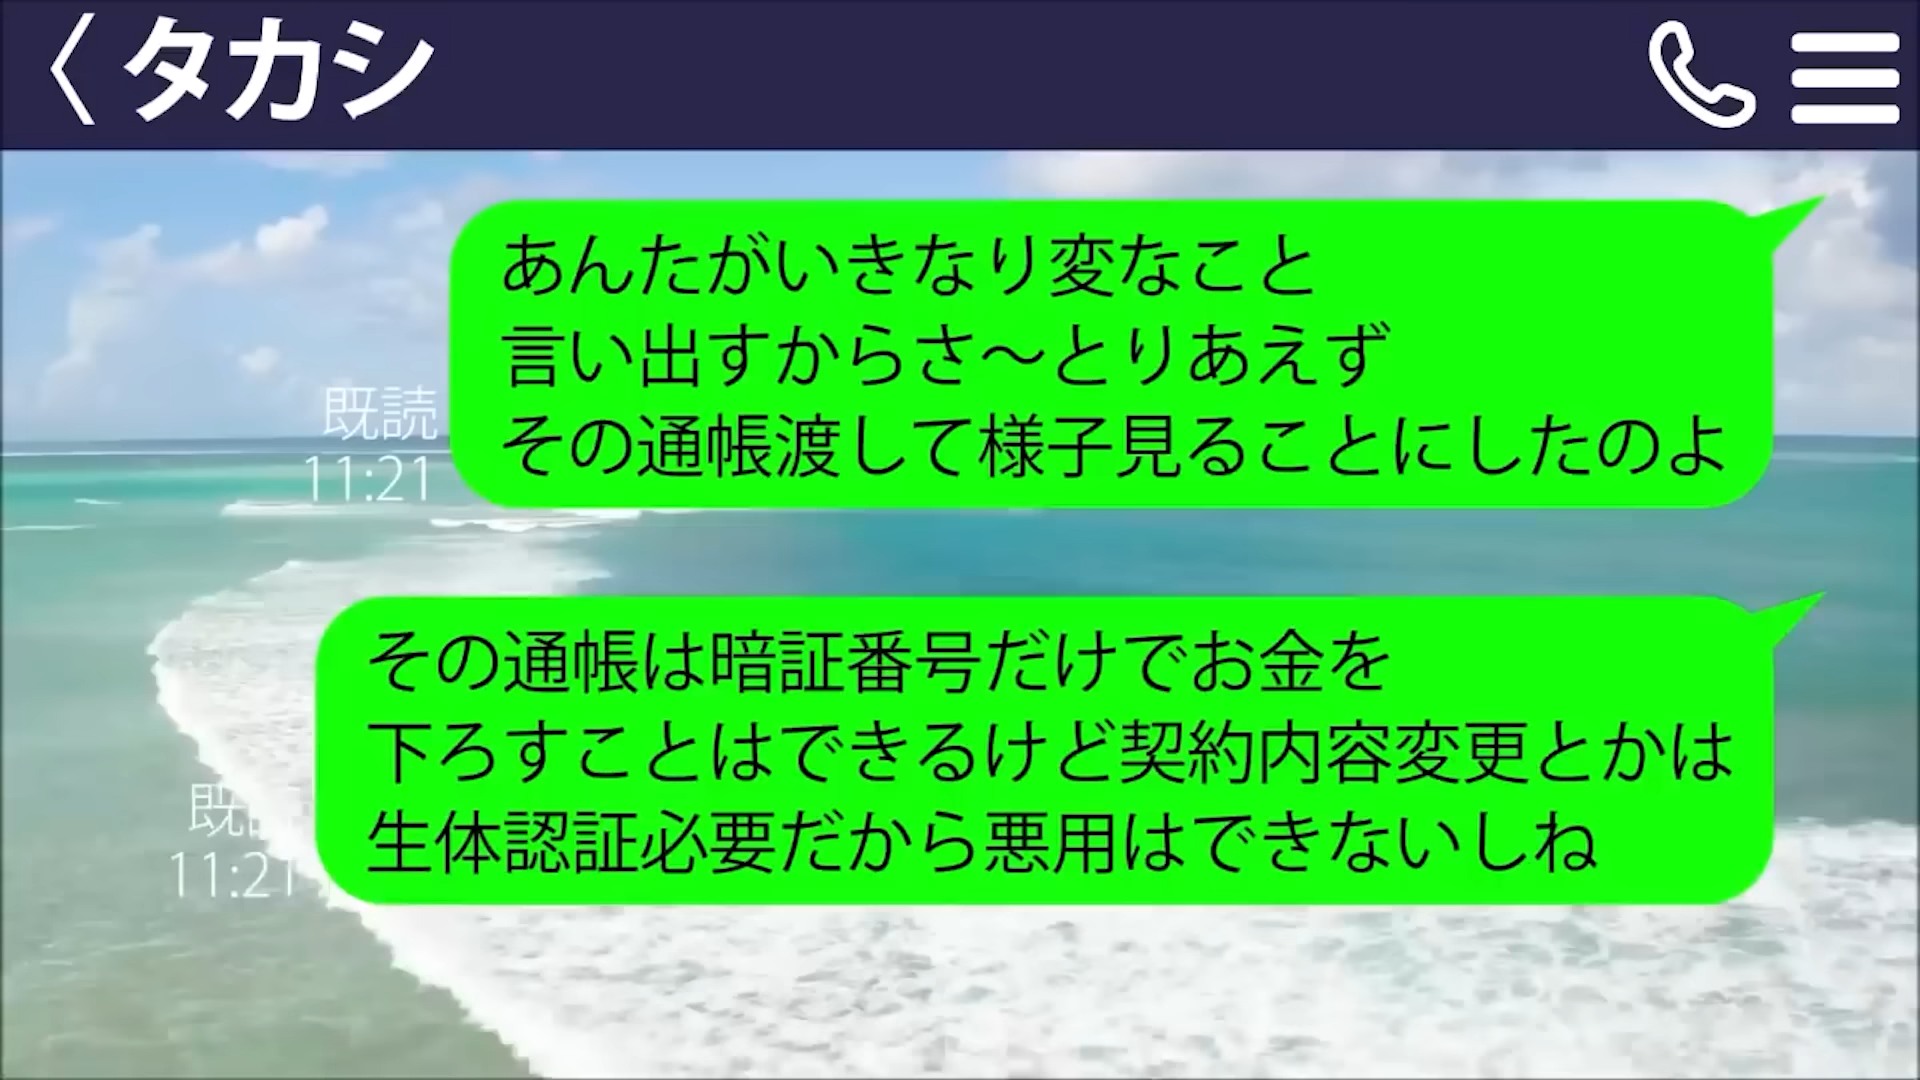 タカシ
あんたがいきなり変なこと
言い出すからさ～とりあえず
その通帳渡して様子見ることにしたのよ
既読
11:21
その通帳は暗証番号だけでお金を
下ろすことはできるけど契約内容変更とかは
生体認証必要だから悪用はできないしね
既読
11:21